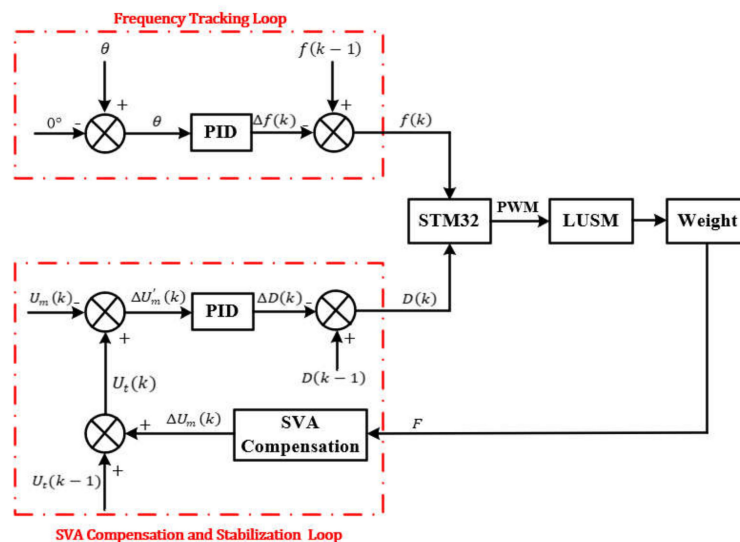 Frequency Tracking Loop
θ
f(k − 1)
+
+
0°
-
θ
PID
Δf(k)
-
f(k)
STM32
PWM
LUSM
Weight
U_m(k)
-
ΔU'_m(k)
PID
ΔD(k)
-
D(k)
+
+
D(k − 1)
U_t(k)
+
ΔU_m(k)
SVA
Compensation
F
U_t(k − 1)
+
SVA Compensation and Stabilization Loop